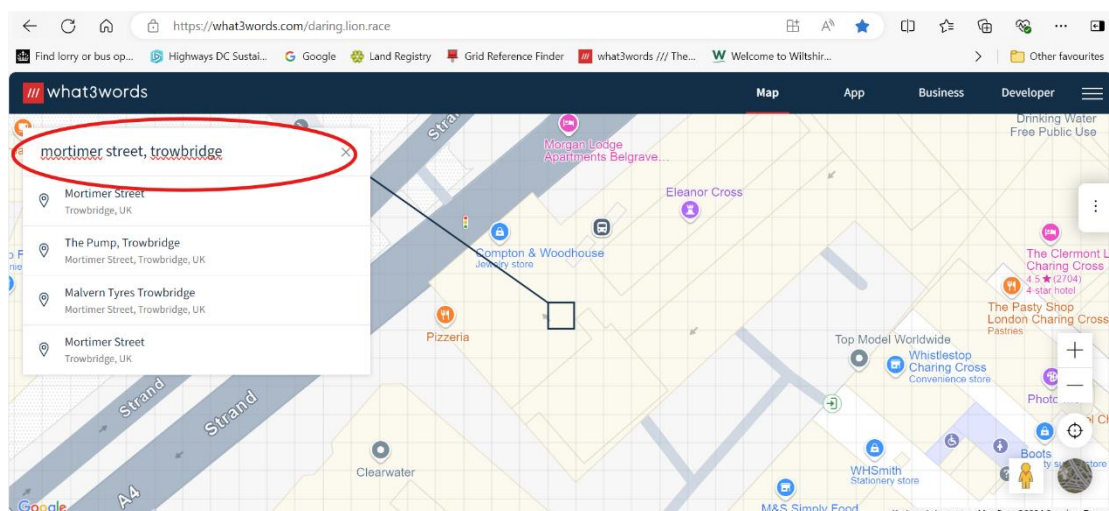 https://what3words.com/daring.lion.race
Find lorry or bus op...
Highways DC Sustai...
Google
Land Registry
Grid Reference Finder
what3words /// The...
Welcome to Wiltshir...
Other favourites
/// what3words
Map
App
Business
Developer
mortimer street, trowbridge
Mortimer Street
Trowbridge, UK
The Pump, Trowbridge
Mortimer Street, Trowbridge, UK
Malvern Tyres Trowbridge
Mortimer Street, Trowbridge, UK
Mortimer Street
Trowbridge, UK
Drinking Water
Free Public Use
Strand
Morgan Lodge
Apartments Belgrave...
Eleanor Cross
Compton & Woodhouse
Jewelry store
The Clermont L
Charing Cross
4.5 ★ (2704)
4-star hotel
The Pasty Shop
London Charing Cross
Pastries
Pizzeria
Top Model Worldwide
Whistlestop
Charing Cross
Convenience store
Strand
Strand
Clearwater
WHSmith
Stationery store
Boots
A4
Google
M&S Simply Food